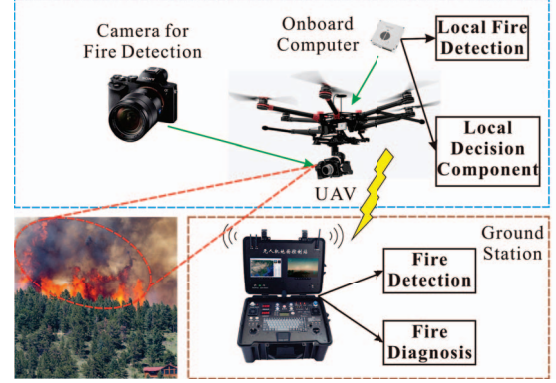 Camera for
Fire Detection
Onboard
Computer
Local Fire
Detection
Local
Decision
Component
UAV
Ground
Station
Fire
Detection
Fire
Diagnosis